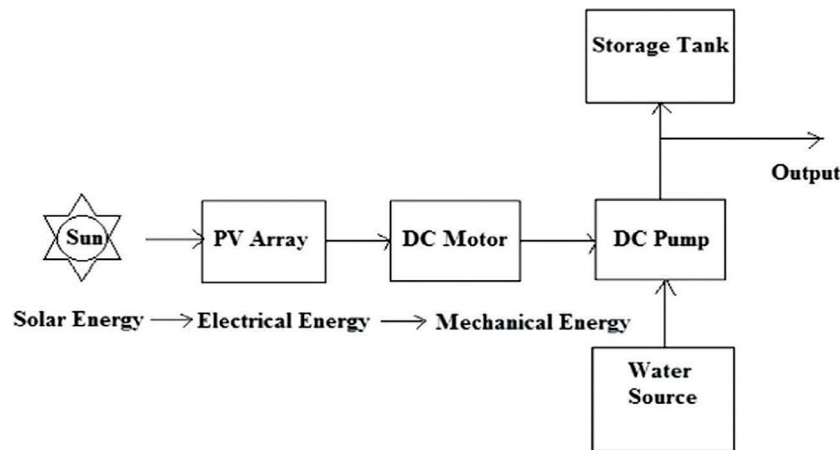 Storage Tank
Output
Sun
PV Array
DC Motor
DC Pump
Solar Energy
Electrical Energy
Mechanical Energy
Water
Source